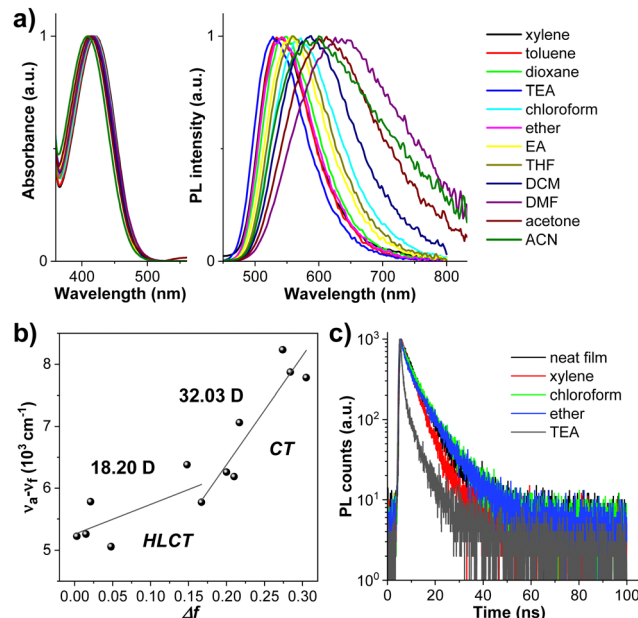 a)
1
0
Absorbance (a.u.)
400
500
Wavelength (nm)
1
0
PL intensity (a.u.)
500
600
700
800
Wavelength (nm)
xylene
toluene
dioxane
TEA
chloroform
ether
EA
THF
DCM
DMF
acetone
ACN
b)
8
7
6
5
νa-νf (10³ cm⁻¹)
32.03 D
18.20 D
CT
HLCT
0.00
0.05
0.10
0.15
0.20
0.25
0.30
Δf
c)
10³
10²
10¹
10⁰
PL counts (a.u.)
neat film
xylene
chloroform
ether
TEA
0
20
40
60
80
100
Time (ns)